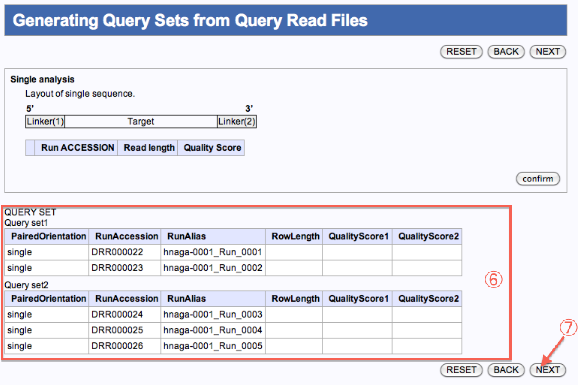 Generating Query Sets from Query Read Files
RESET BACK NEXT
Single analysis
Layout of single sequence.
5' 3'
Linker(1) Target Linker(2)
Run ACCESSION Read length Quality Score
confirm
QUERY SET
Query set1
PairedOrientation RunAccession RunAlias RowLength QualityScore1 QualityScore2
single DRR000022 hnaga-0001_Run_0001
single DRR000023 hnaga-0001_Run_0002
Query set2
PairedOrientation RunAccession RunAlias RowLength QualityScore1 QualityScore2
single DRR000024 hnaga-0001_Run_0003
single DRR000025 hnaga-0001_Run_0004
single DRR000026 hnaga-0001_Run_0005
⑥
⑦
RESET BACK NEXT